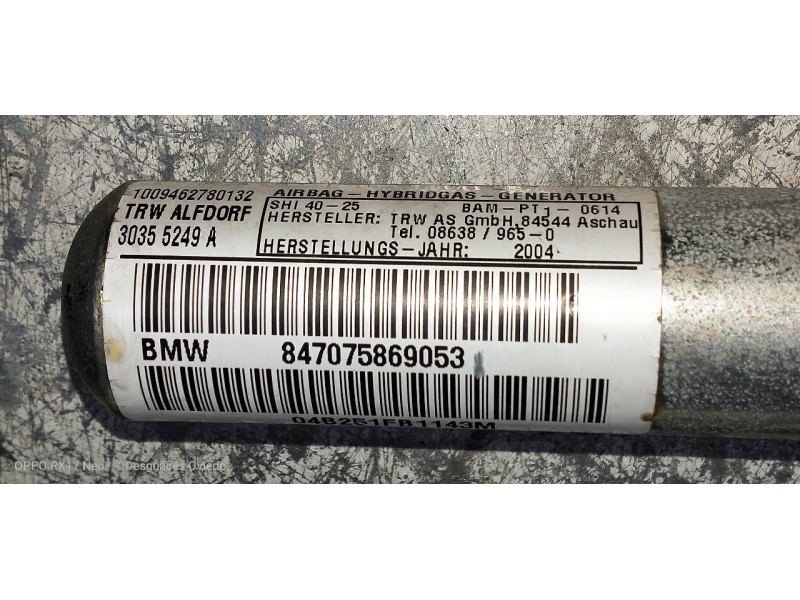 1009462780132
TRW ALFDORF
3035 5249 A
AIRBAG-HYBRIDGAS-GENERATOR
SHI 40-25 BAM-PT1-0614
HERSTELLER: TRW AS GmbH.84544 Aschau
Tel. 08638 / 965-0
HERSTELLUNGS-JAHR: 2004
BMW 847075869053
04B251FB1143M
OPPO RX17 Neo ©Desguaces Oviedo